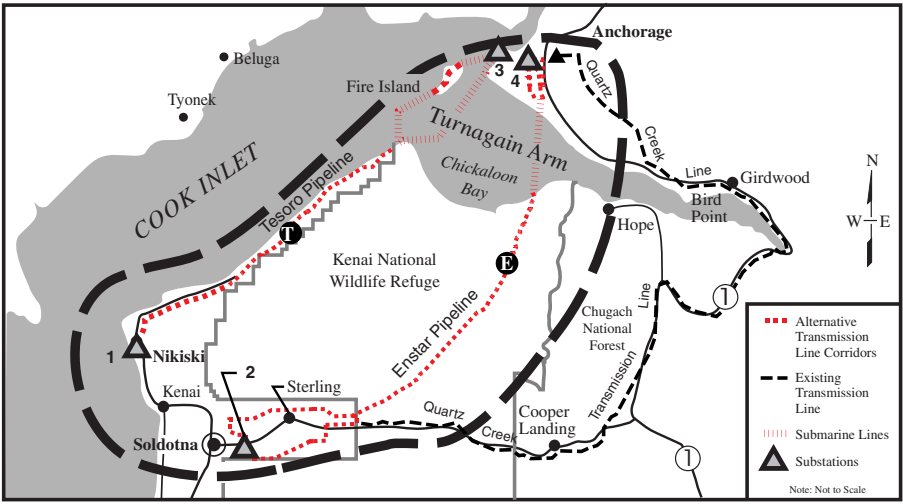 Anchorage
Beluga
3
4
Quartz
Fire Island
Tyonek
Turnagain Arm
Creek
COOK INLET
Chickaloon
Bay
Line
Girdwood
N
Tesoro Pipeline
Bird
Point
W
E
S
Hope
T
Kenai National
Wildlife Refuge
E
Line
1
Chugach
National
Forest
Enstar Pipeline
1
Nikiski
2
Sterling
Kenai
Transmission
Quartz
Creek
Cooper
Landing
Soldotna
1
Alternative
Transmission
Line Corridors
Existing
Transmission
Line
Submarine Lines
Substations
Note: Not to Scale